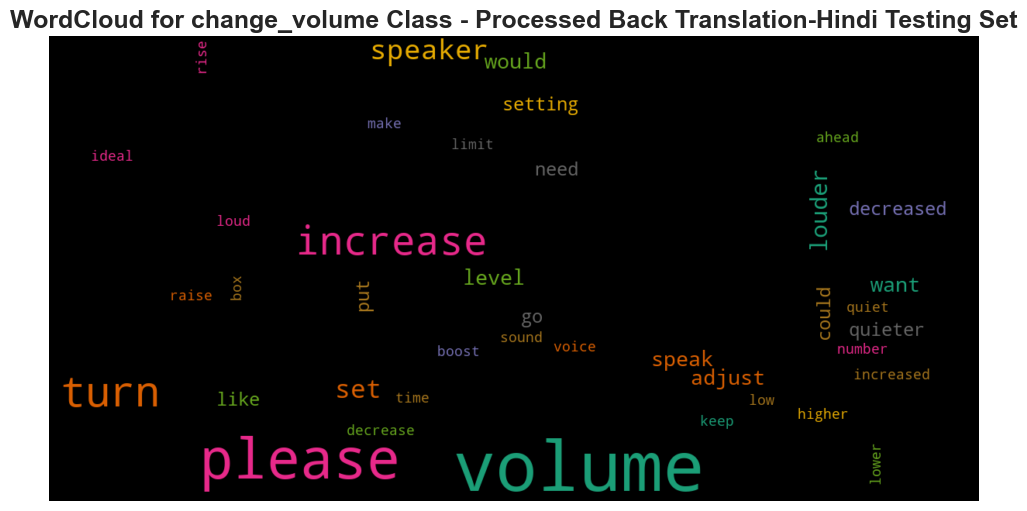 WordCloud for change_volume Class - Processed Back Translation-Hindi Testing Set
rise
speaker
would
setting
make
limit
ahead
ideal
need
louder
decreased
loud
increase
level
want
raise
box
put
could
quiet
go
quieter
sound
voice
number
boost
speak
adjust
increased
turn
set
like
time
low
keep
higher
decrease
please
volume
lower